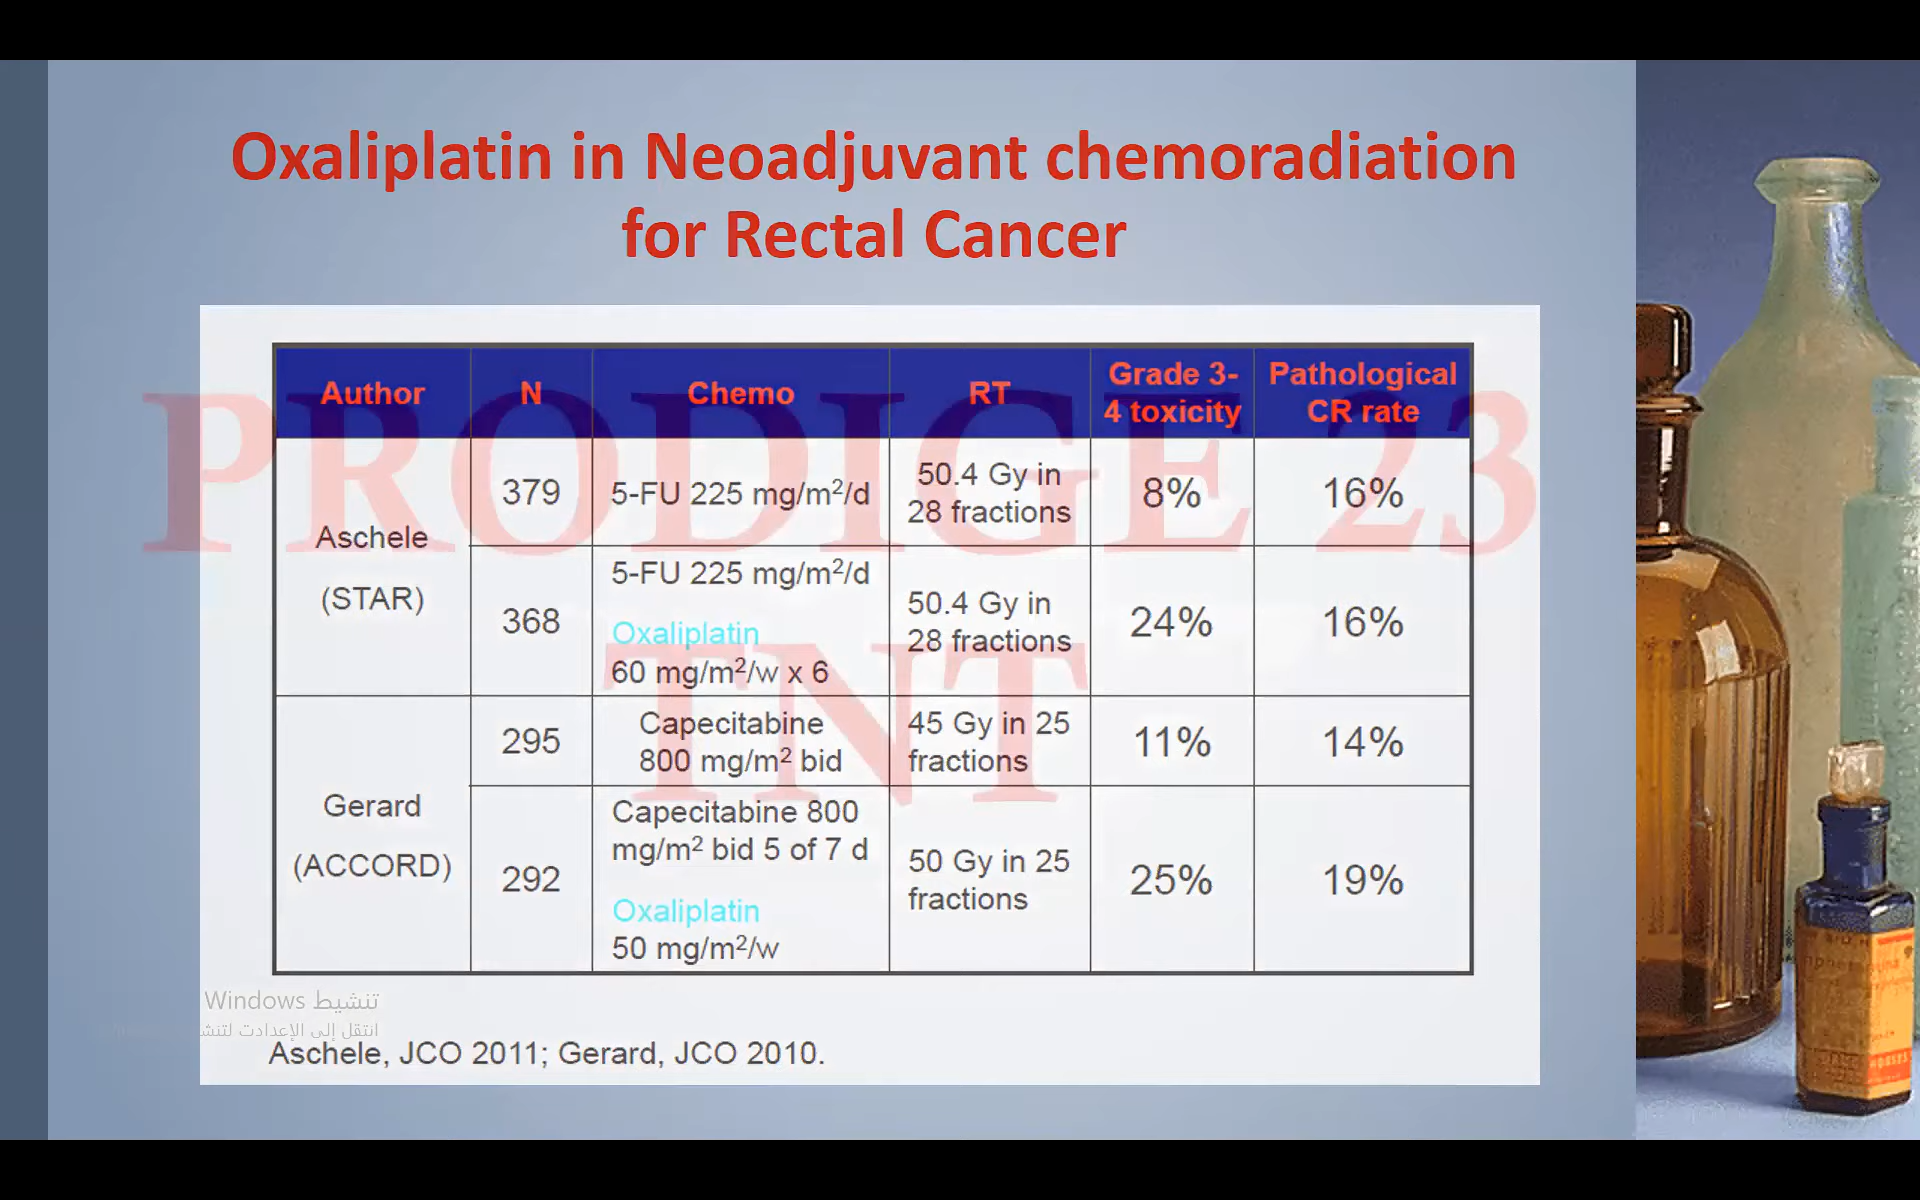 Oxaliplatin in Neoadjuvant chemoradiation
for Rectal Cancer
PRODIGE 23
TNT
Author
N
Chemo
RT
Grade 3-
4 toxicity
Pathological
CR rate
Aschele
(STAR)
379
5-FU 225 mg/m²/d
50.4 Gy in
28 fractions
8%
16%
368
5-FU 225 mg/m²/d
Oxaliplatin
60 mg/m²/w x 6
50.4 Gy in
28 fractions
24%
16%
Gerard
(ACCORD)
295
Capecitabine
800 mg/m² bid
45 Gy in 25
fractions
11%
14%
292
Capecitabine 800
mg/m² bid 5 of 7 d
Oxaliplatin
50 mg/m²/w
50 Gy in 25
fractions
25%
19%
تنشيط Windows
انتقل إلى الإعدادت لتنشيط
Aschele, JCO 2011; Gerard, JCO 2010.